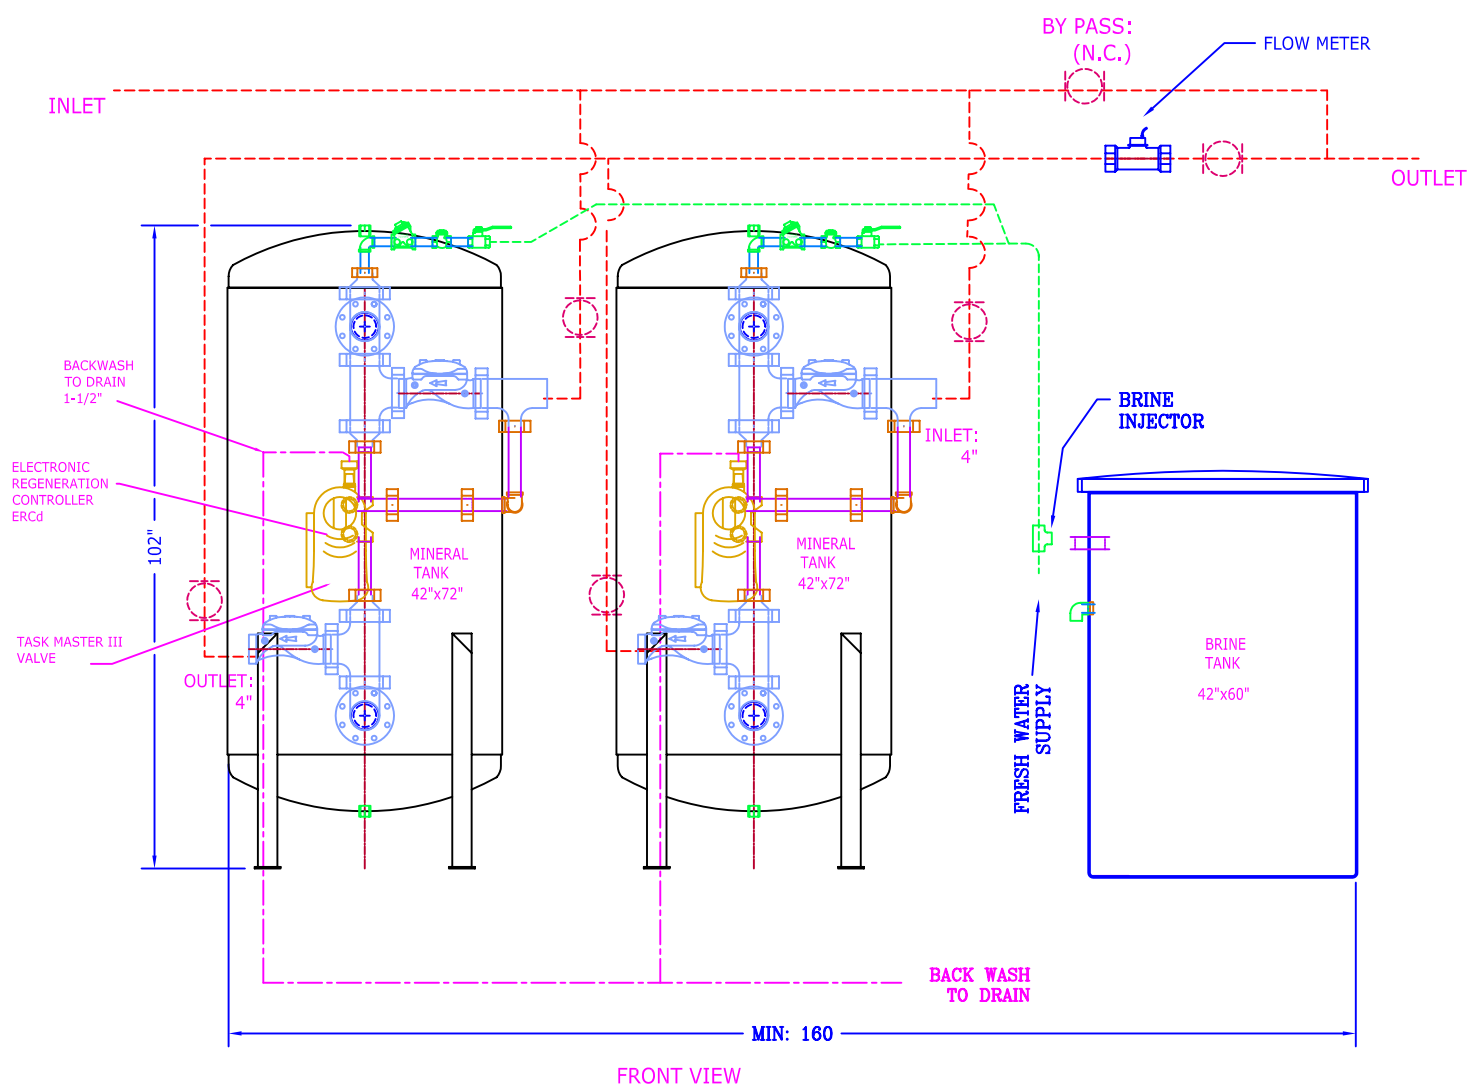 BY PASS:
(N.C.)
FLOW METER
INLET
OUTLET
BACKWASH
TO DRAIN
1-1/2"
ELECTRONIC
REGENERATION
CONTROLLER
ERCd
TASK MASTER III
VALVE
102"
OUTLET:
4"
MINERAL
TANK
42"x72"
MINERAL
TANK
42"x72"
INLET:
4"
BRINE
INJECTOR
FRESH WATER
SUPPLY
BRINE
TANK
42"x60"
BACK WASH
TO DRAIN
MIN: 160
FRONT VIEW